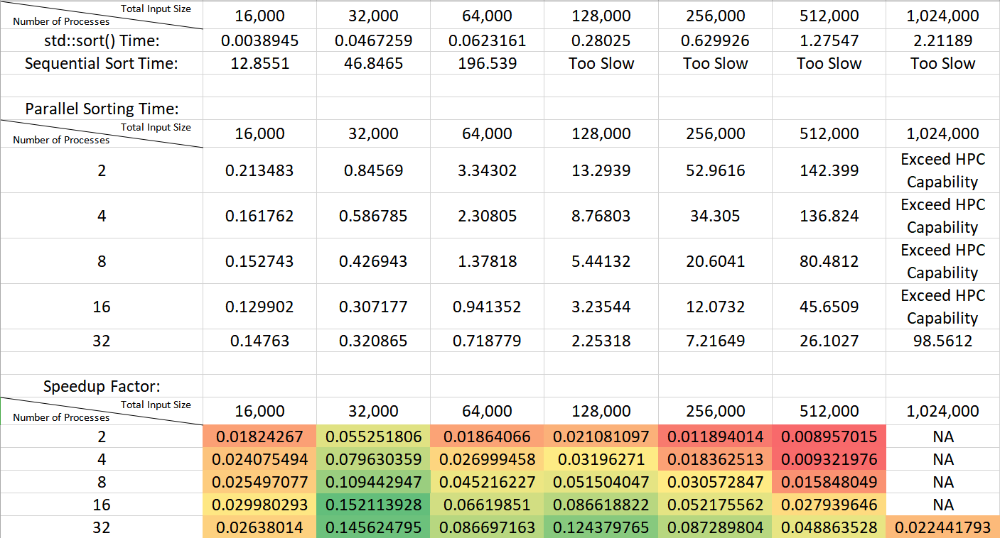 Total Input Size
Number of Processes
16,000 32,000 64,000 128,000 256,000 512,000 1,024,000
std::sort() Time: 0.0038945 0.0467259 0.0623161 0.28025 0.629926 1.27547 2.21189
Sequential Sort Time: 12.8551 46.8465 196.539 Too Slow Too Slow Too Slow Too Slow
Parallel Sorting Time:
Total Input Size
Number of Processes
16,000 32,000 64,000 128,000 256,000 512,000 1,024,000
2 0.213483 0.84569 3.34302 13.2939 52.9616 142.399 Exceed HPC
Capability
4 0.161762 0.586785 2.30805 8.76803 34.305 136.824 Exceed HPC
Capability
8 0.152743 0.426943 1.37818 5.44132 20.6041 80.4812 Exceed HPC
Capability
16 0.129902 0.307177 0.941352 3.23544 12.0732 45.6509 Exceed HPC
Capability
32 0.14763 0.320865 0.718779 2.25318 7.21649 26.1027 98.5612
Speedup Factor:
Total Input Size
Number of Processes
16,000 32,000 64,000 128,000 256,000 512,000 1,024,000
2 0.01824267 0.055251806 0.01864066 0.021081097 0.011894014 0.008957015 NA
4 0.024075494 0.079630359 0.026999458 0.03196271 0.018362513 0.009321976 NA
8 0.025497077 0.109442947 0.045216227 0.051504047 0.030572847 0.015848049 NA
16 0.029980293 0.152113928 0.06619851 0.086618822 0.052175562 0.027939646 NA
32 0.02638014 0.145624795 0.086697163 0.124379765 0.087289804 0.048863528 0.022441793